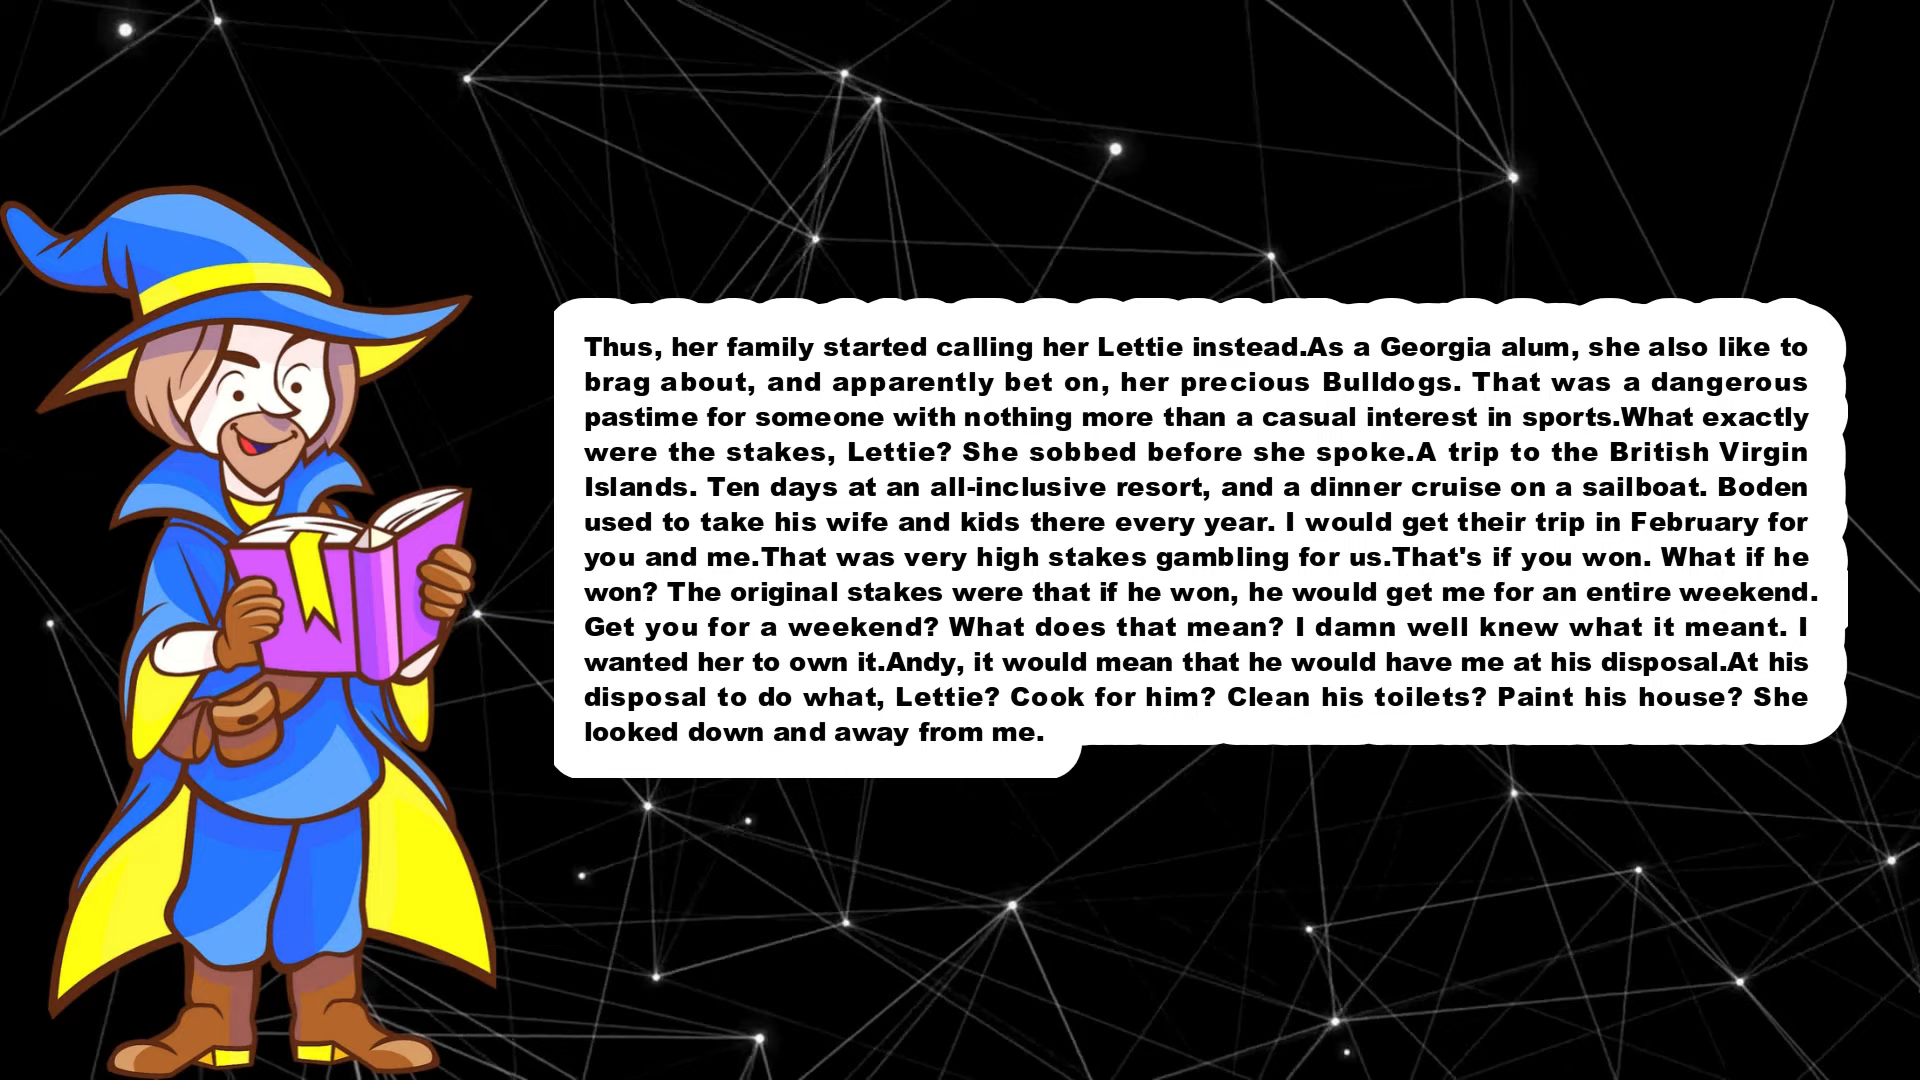 Thus, her family started calling her Lettie instead.As a Georgia alum, she also like to
brag about, and apparently bet on, her precious Bulldogs. That was a dangerous
pastime for someone with nothing more than a casual interest in sports.What exactly
were the stakes, Lettie? She sobbed before she spoke.A trip to the British Virgin
Islands. Ten days at an all-inclusive resort, and a dinner cruise on a sailboat. Boden
used to take his wife and kids there every year. I would get their trip in February for
you and me.That was very high stakes gambling for us.That's if you won. What if he
won? The original stakes were that if he won, he would get me for an entire weekend.
Get you for a weekend? What does that mean? I damn well knew what it meant. I
wanted her to own it.Andy, it would mean that he would have me at his disposal.At his
disposal to do what, Lettie? Cook for him? Clean his toilets? Paint his house? She
looked down and away from me.